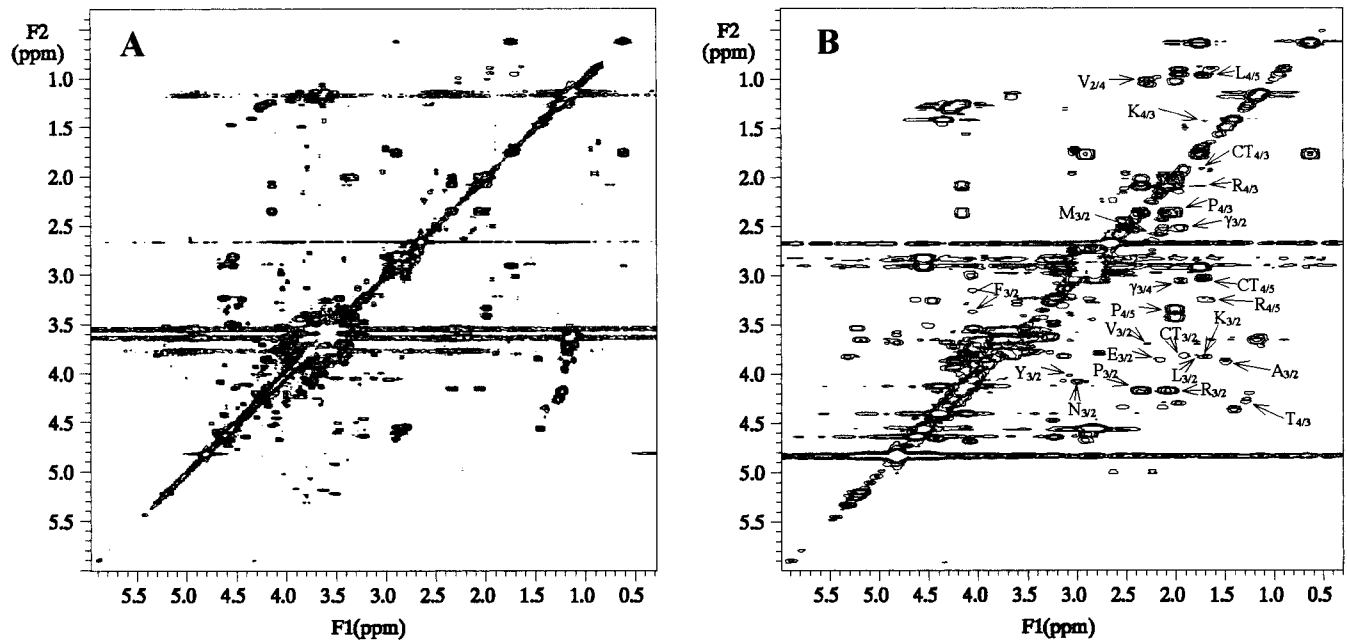 F2
(ppm)
A
1.0
1.5
2.0
2.5
3.0
3.5
4.0
4.5
5.0
5.5
5.5 5.0 4.5 4.0 3.5 3.0 2.5 2.0 1.5 1.0 0.5
F1(ppm)
F2
(ppm)
B
1.0
1.5
2.0
2.5
3.0
3.5
4.0
4.5
5.0
5.5
V2/4
L4/5
K4/3
CT4/3
R4/3
M3/2
P4/3
γ3/2
F3/2
γ3/4
CT4/5
P4/5
R4/5
V3/2
CT3/2
K3/2
E3/2
Y3/2
P3/2
L3/2
A3/2
N3/2
R3/2
T4/3
5.5 5.0 4.5 4.0 3.5 3.0 2.5 2.0 1.5 1.0 0.5
F1(ppm)